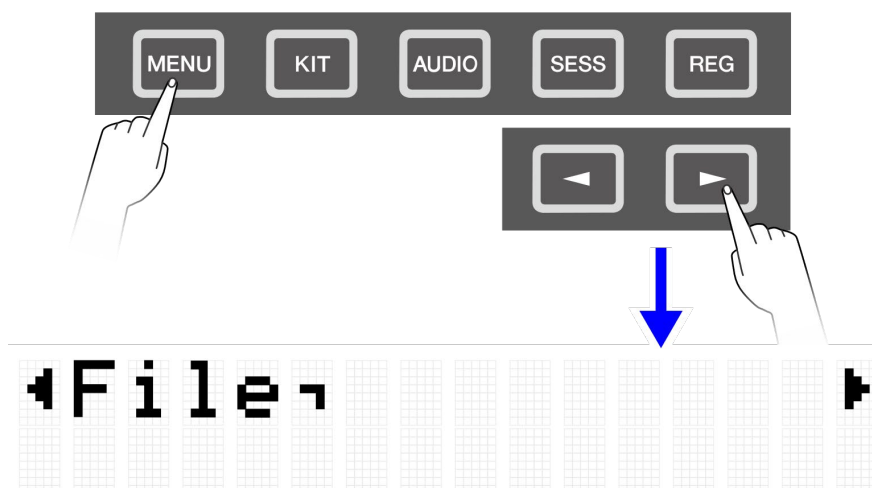 MENU KIT AUDIO SESS REG
◄ ►
◄File¬ ►